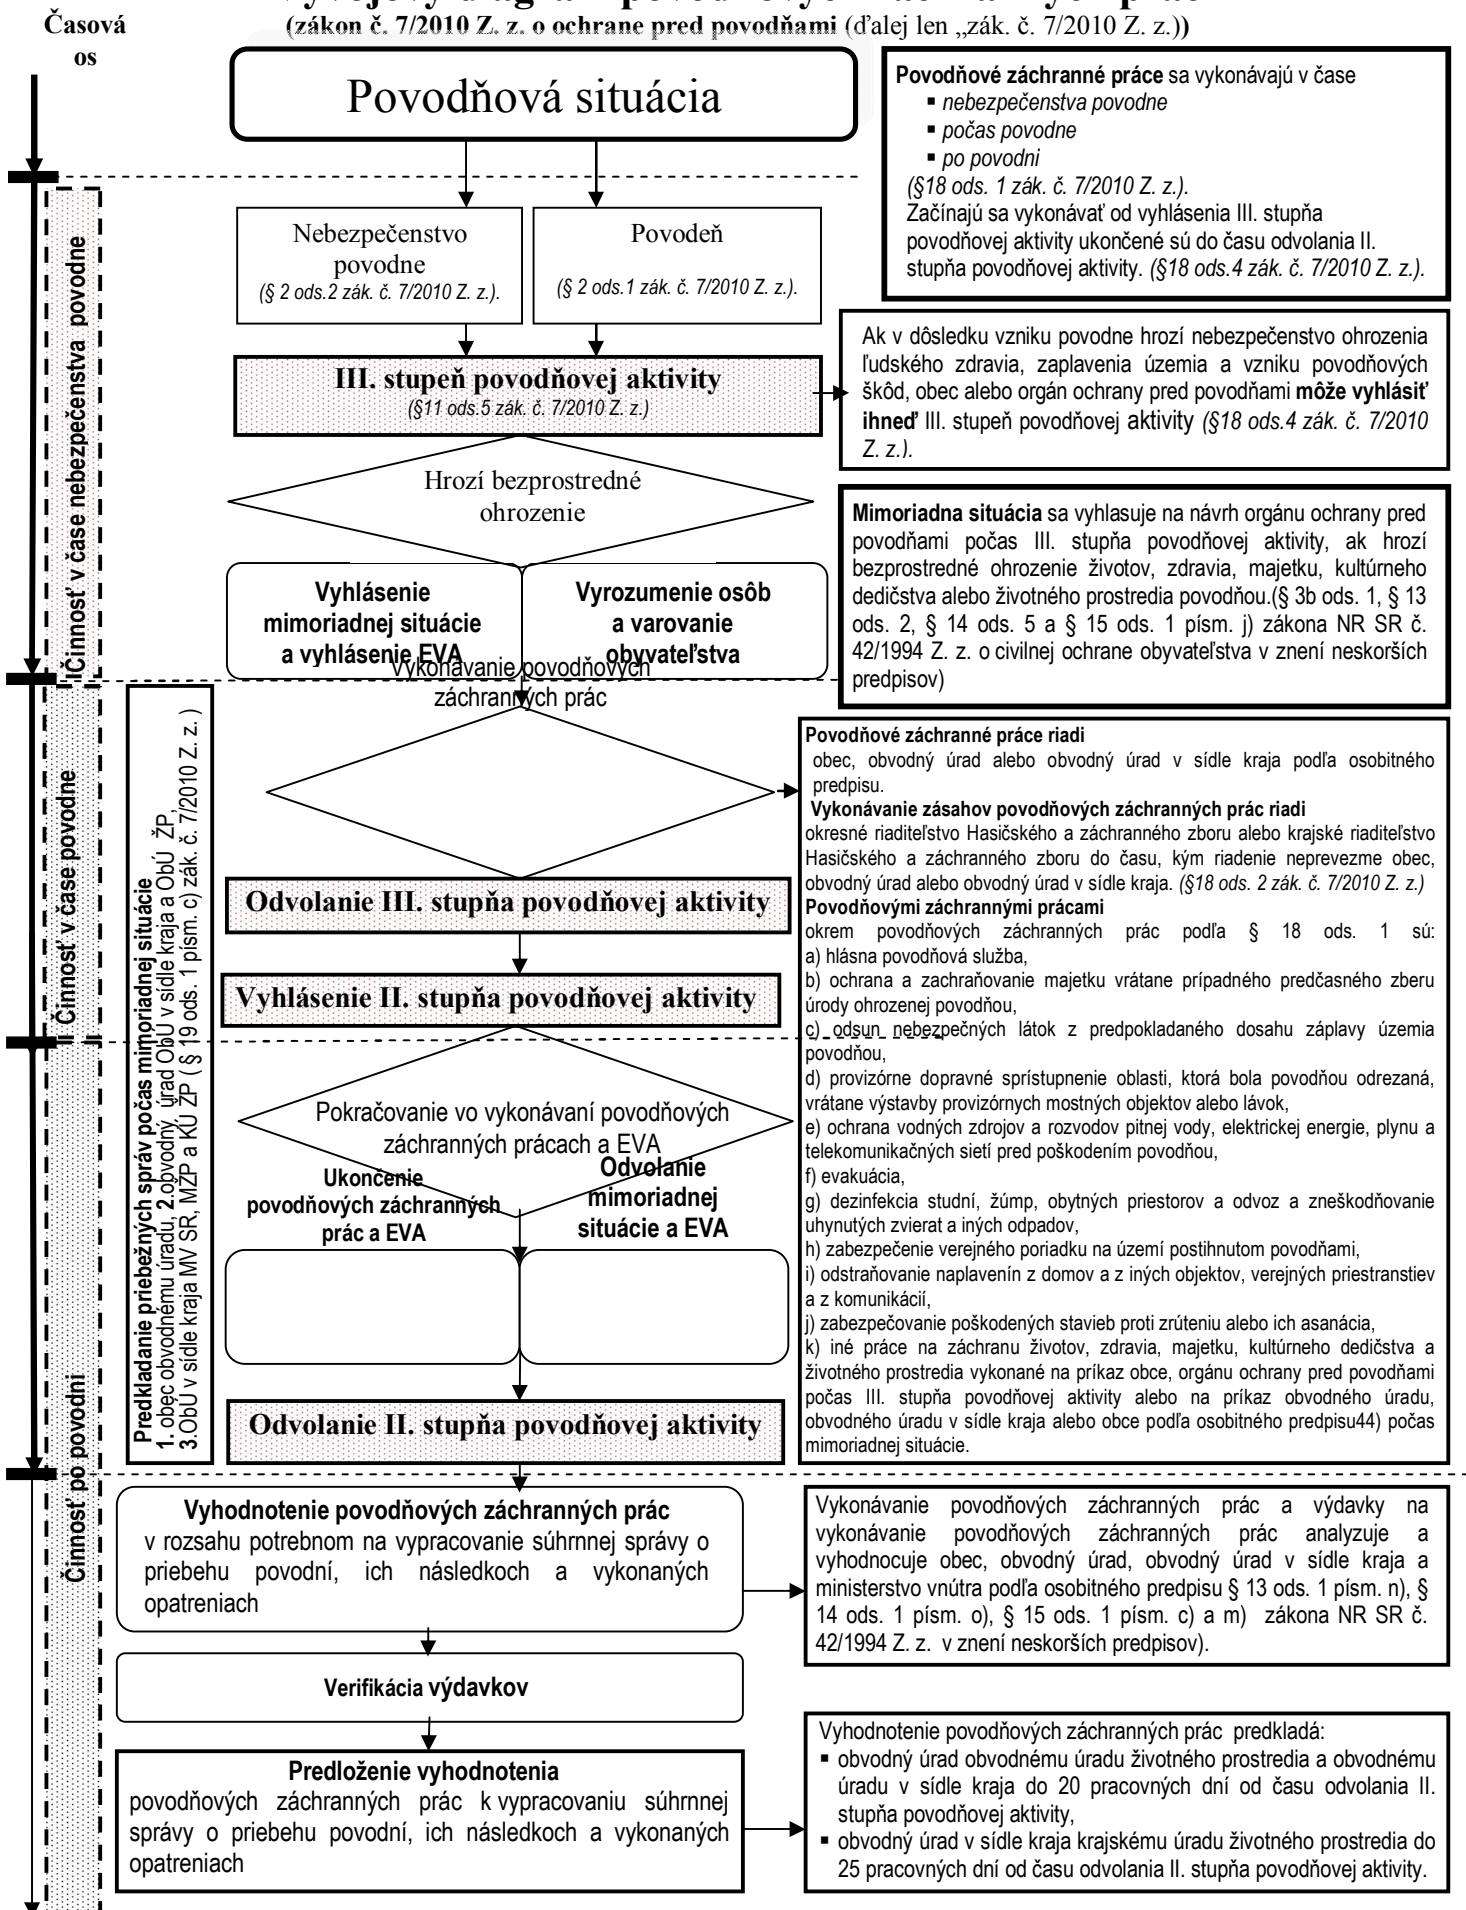 Vývojový diagram povodňových záchranných prác
(zákon č. 7/2010 Z. z. o ochrane pred povodňami (ďalej len „zák. č. 7/2010 Z. z.))
Časová
os
Povodňová situácia
Povodňové záchranné práce sa vykonávajú v čase
▪ nebezpečenstva povodne
▪ počas povodne
▪ po povodni
(§18 ods. 1 zák. č. 7/2010 Z. z.).
Začínajú sa vykonávať od vyhlásenia III. stupňa
povodňovej aktivity ukončené sú do času odvolania II.
stupňa povodňovej aktivity. (§18 ods.4 zák. č. 7/2010 Z. z.).
Nebezpečenstvo
povodne
(§ 2 ods.2 zák. č. 7/2010 Z. z.).
Povodeň
(§ 2 ods.1 zák. č. 7/2010 Z. z.).
III. stupeň povodňovej aktivity
(§11 ods.5 zák. č. 7/2010 Z. z.)
Ak v dôsledku vzniku povodne hrozí nebezpečenstvo ohrozenia
ľudského zdravia, zaplavenia územia a vzniku povodňových
škôd, obec alebo orgán ochrany pred povodňami môže vyhlásiť
ihneď III. stupeň povodňovej aktivity (§18 ods.4 zák. č. 7/2010
Z. z.).
Hrozí bezprostredné
ohrozenie
Mimoriadna situácia sa vyhlasuje na návrh orgánu ochrany pred
povodňami počas III. stupňa povodňovej aktivity, ak hrozí
bezprostredné ohrozenie životov, zdravia, majetku, kultúrneho
dedičstva alebo životného prostredia povodňou.(§ 3b ods. 1, § 13
ods. 2, § 14 ods. 5 a § 15 ods. 1 písm. j) zákona NR SR č.
42/1994 Z. z. o civilnej ochrane obyvateľstva v znení neskorších
predpisov)
Vyhlásenie
mimoriadnej situácie
a vyhlásenie EVA
Vyrozumenie osôb
a varovanie
obyvateľstva
Vykonávanie povodňových
záchranných prác
ICinnosť v čase nebezpečenstva povodne
II Činnosť v čase povodne
Činnosť po povodni
Predkladanie priebežných správ počas mimoriadnej situácie
1. obec obvodnému úradu, 2.obvodný úrad ObÚ v sídle kraja a ObÚ ŽP,
3.ObÚ v sídle kraja MV SR, MŽP a KÚ ŽP ( § 19 ods. 1 písm. c) zák. č. 7/2010 Z. z. )
Povodňové záchranné práce riadi
obec, obvodný úrad alebo obvodný úrad v sídle kraja podľa osobitného
predpisu.
Vykonávanie zásahov povodňových záchranných prác riadi
okresné riaditeľstvo Hasičského a záchranného zboru alebo krajské riaditeľstvo
Hasičského a záchranného zboru do času, kým riadenie neprevezme obec,
obvodný úrad alebo obvodný úrad v sídle kraja. (§18 ods. 2 zák. č. 7/2010 Z. z.)
Povodňovými záchrannými prácami
okrem povodňových záchranných prác podľa § 18 ods. 1 sú:
a) hlásna povodňová služba,
b) ochrana a zachraňovanie majetku vrátane prípadného predčasného zberu
úrody ohrozenej povodňou,
c) odsun nebezpečných látok z predpokladaného dosahu záplavy územia
povodňou,
d) provizórne dopravné sprístupnenie oblasti, ktorá bola povodňou odrezaná,
vrátane výstavby provizórnych mostných objektov alebo lávok,
e) ochrana vodných zdrojov a rozvodov pitnej vody, elektrickej energie, plynu a
telekomunikačných sietí pred poškodením povodňou,
f) evakuácia,
g) dezinfekcia studní, žúmp, obytných priestorov a odvoz a zneškodňovanie
uhynutých zvierat a iných odpadov,
h) zabezpečenie verejného poriadku na území postihnutom povodňami,
i) odstraňovanie naplavenín z domov a z iných objektov, verejných priestranstiev
a z komunikácií,
j) zabezpečovanie poškodených stavieb proti zrúteniu alebo ich asanácia,
k) iné práce na záchranu životov, zdravia, majetku, kultúrneho dedičstva a
životného prostredia vykonané na príkaz obce, orgánu ochrany pred povodňami
počas III. stupňa povodňovej aktivity alebo na príkaz obvodného úradu,
obvodného úradu v sídle kraja alebo obce podľa osobitného predpisu44) počas
mimoriadnej situácie.
Odvolanie III. stupňa povodňovej aktivity
Vyhlásenie II. stupňa povodňovej aktivity
Pokračovanie vo vykonávaní povodňových
záchranných prácach a EVA
Ukončenie
povodňových záchranných
prác a EVA
Odvolanie
mimoriadnej
situácie a EVA
Odvolanie II. stupňa povodňovej aktivity
Vyhodnotenie povodňových záchranných prác
v rozsahu potrebnom na vypracovanie súhrnnej správy o
priebehu povodní, ich následkoch a vykonaných
opatreniach
Vykonávanie povodňových záchranných prác a výdavky na
vykonávanie povodňových záchranných prác analyzuje a
vyhodnocuje obec, obvodný úrad, obvodný úrad v sídle kraja a
ministerstvo vnútra podľa osobitného predpisu § 13 ods. 1 písm. n), §
14 ods. 1 písm. o), § 15 ods. 1 písm. c) a m) zákona NR SR č.
42/1994 Z. z. v znení neskorších predpisov).
Verifikácia výdavkov
Predloženie vyhodnotenia
povodňových záchranných prác k vypracovaniu súhrnnej
správy o priebehu povodní, ich následkoch a vykonaných
opatreniach
Vyhodnotenie povodňových záchranných prác predkladá:
▪ obvodný úrad obvodnému úradu životného prostredia a obvodnému
úradu v sídle kraja do 20 pracovných dní od času odvolania II.
stupňa povodňovej aktivity,
▪ obvodný úrad v sídle kraja krajskému úradu životného prostredia do
25 pracovných dní od času odvolania II. stupňa povodňovej aktivity.